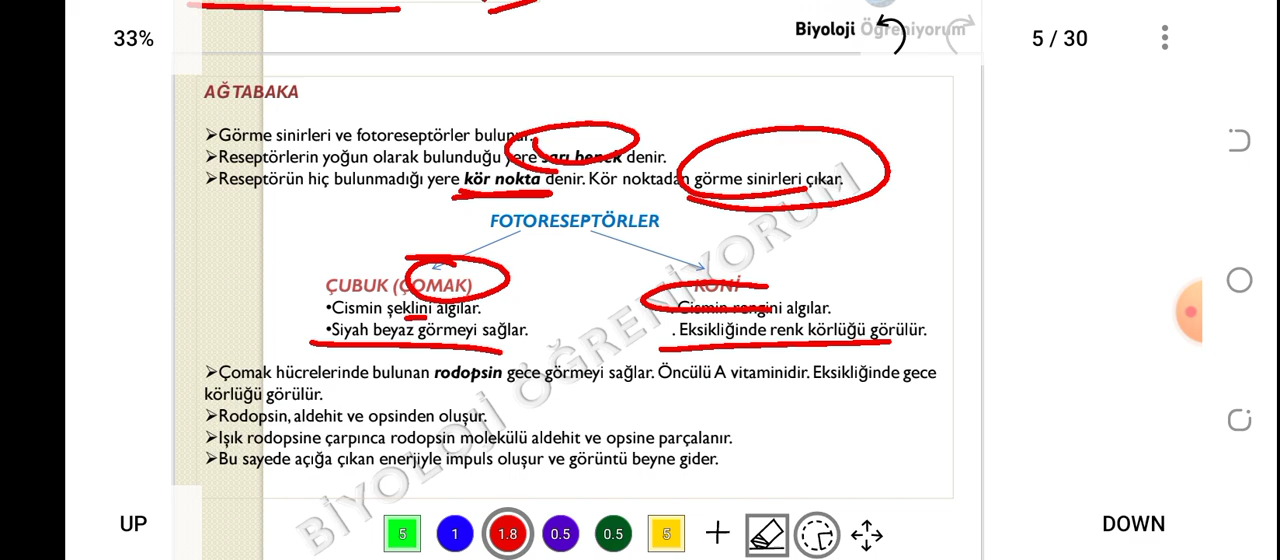 33%
Biyoloji Öğreniyorum
5 / 30
AĞTABAKA
➤Görme sinirleri ve fotoreseptörler bulunur.
➤Reseptörlerin yoğun olarak bulunduğu yere sarı benek denir.
➤Reseptörün hiç bulunmadığı yere kör nokta denir. Kör noktadan görme sinirleri çıkar.
FOTORESEPTÖRLER
ÇUBUK (ÇOMAK)
KONİ
•Cismin şeklini algılar.
. Cismin rengini algılar.
•Siyah beyaz görmeyi sağlar.
. Eksikliğinde renk körlüğü görülür.
➤Çomak hücrelerinde bulunan rodopsin gece görmeyi sağlar. Öncülü A vitaminidir. Eksikliğinde gece
körlüğü görülür.
➤Rodopsin, aldehit ve opsinden oluşur.
➤Işık rodopsine çarpınca rodopsin molekülü aldehit ve opsine parçalanır.
➤Bu sayede açığa çıkan enerjiyle impuls oluşur ve görüntü beyne gider.
BİYOLOJİ ÖĞRENİYORUM
UP
5
1
1.8
0.5
0.5
5
DOWN